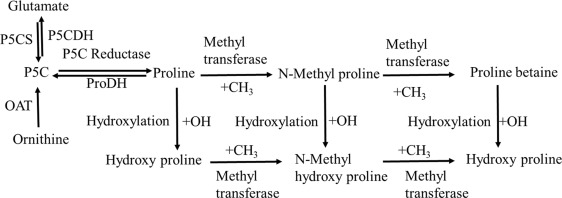 Glutamate
P5CS
P5CDH
P5C Reductase
P5C
ProDH
Proline
Methyl
transferase
+CH₃
N-Methyl proline
Methyl
transferase
+CH₃
Proline betaine
OAT
Ornithine
Hydroxylation
+OH
Hydroxylation
+OH
Hydroxylation
+OH
Hydroxy proline
+CH₃
Methyl
transferase
N-Methyl
hydroxy proline
+CH₃
Methyl
transferase
Hydroxy proline